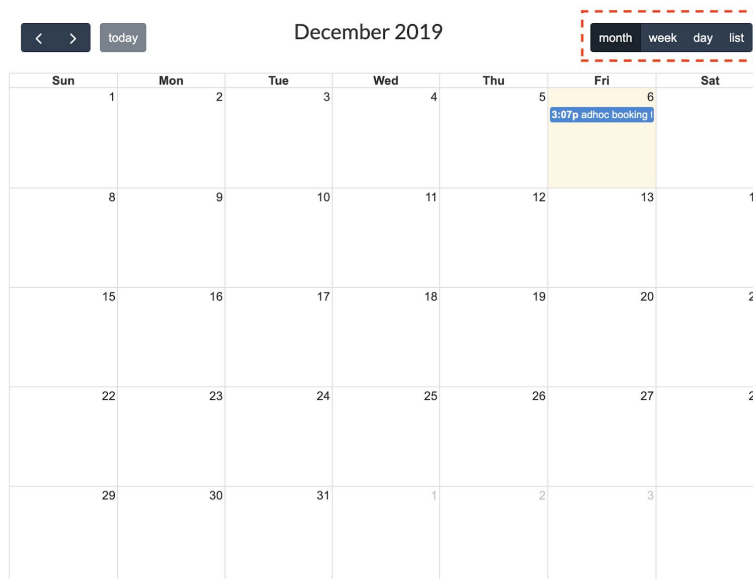 today
December 2019
month week day list
Sun Mon Tue Wed Thu Fri Sat
1 2 3 4 5 6
3:07p adhoc booking
8 9 10 11 12 13
15 16 17 18 19 20
22 23 24 25 26 27
29 30 31 1 2 3